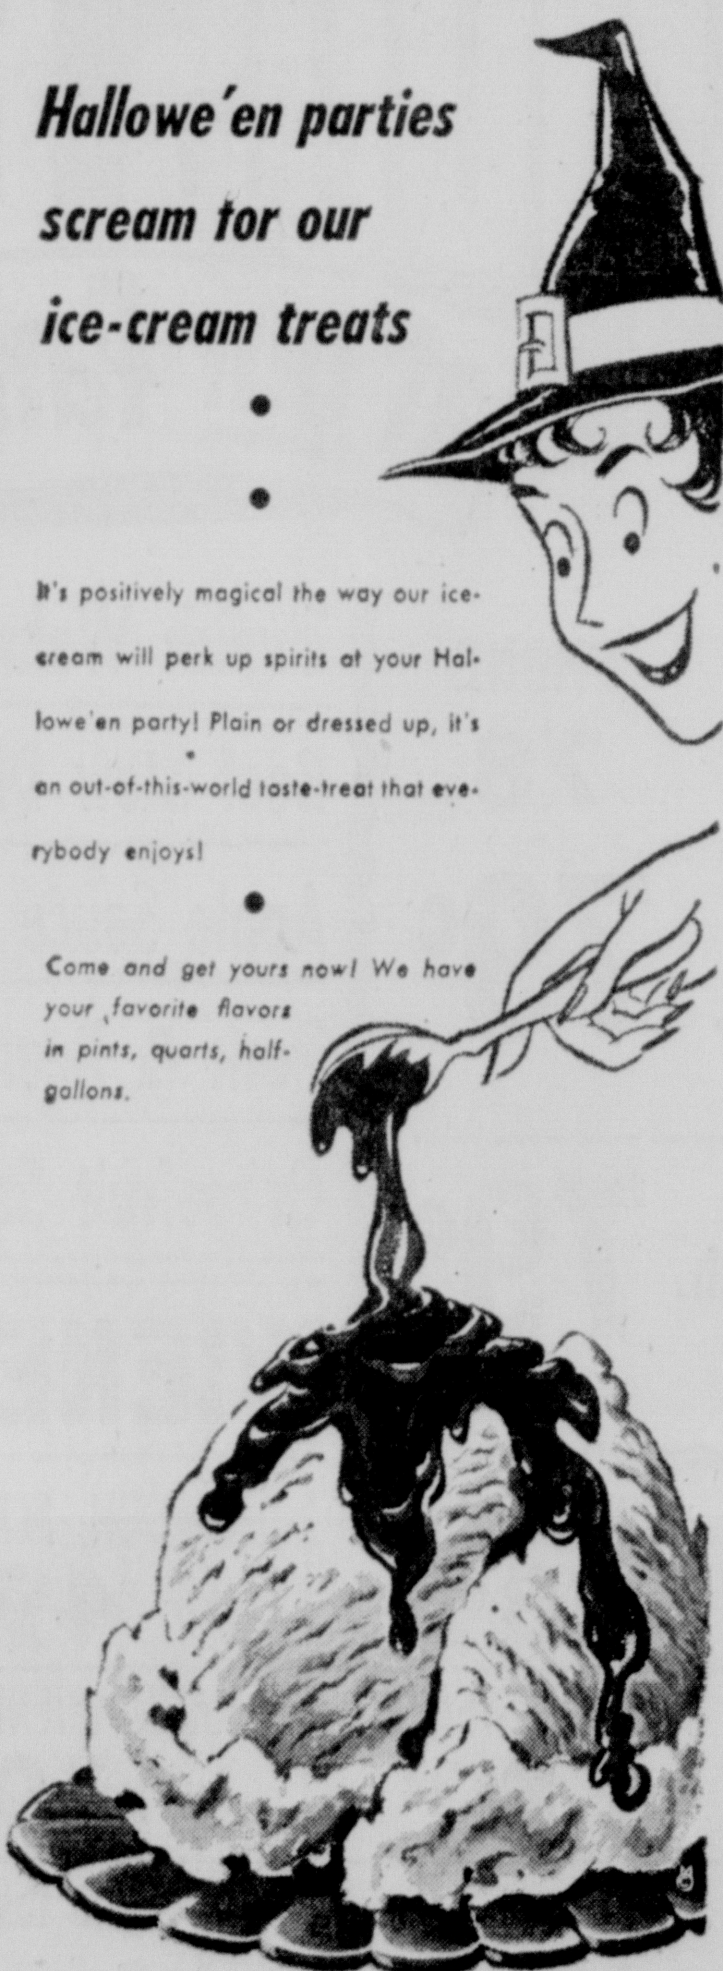 Hallowe'en parties
scream for our
ice-cream treats
It's positively magical the way our ice-
cream will perk up spirits at your Hal-
lowe'en party! Plain or dressed up, it's
an out-of-this-world taste-treat that eve-
rybody enjoys!
Come and get yours now! We have
your favorite flavors
in pints, quarts, half-
gallons.